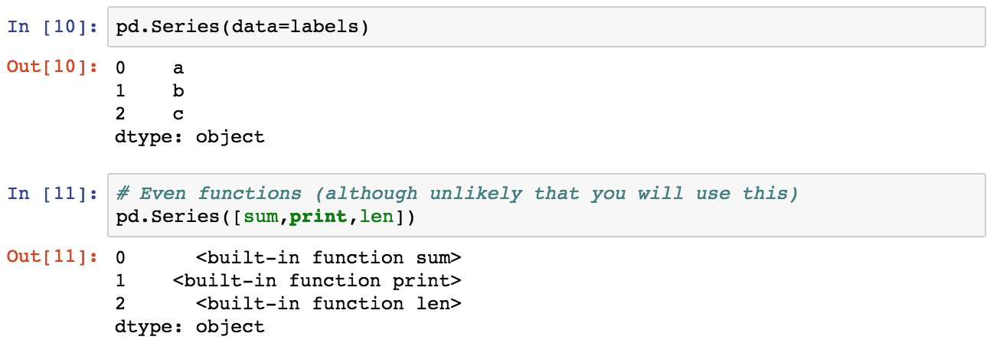 In [10]: pd.Series(data=labels)
Out[10]: 0    a
1    b
2    c
dtype: object
In [11]: # Even functions (although unlikely that you will use this)
pd.Series([sum,print,len])
Out[11]: 0      <built-in function sum>
1    <built-in function print>
2      <built-in function len>
dtype: object